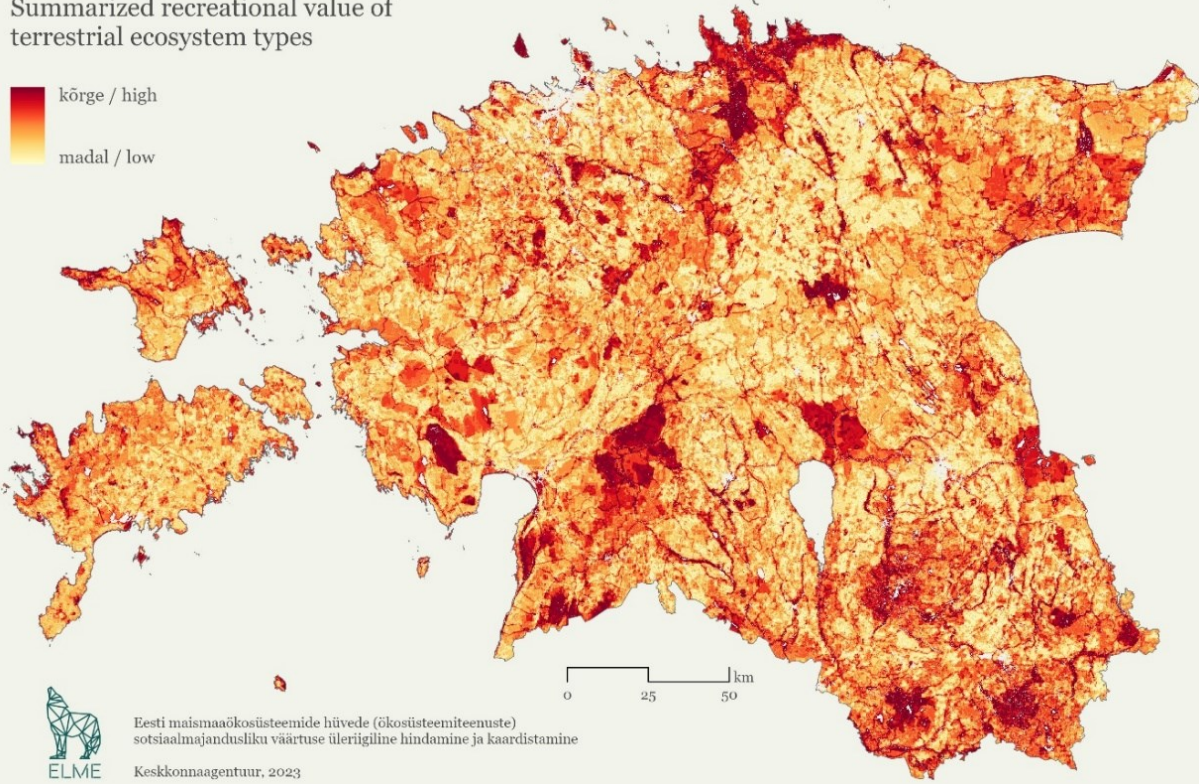 Summarized recreational value of
terrestrial ecosystem types
kõrge / high
madal / low
km
0 25 50
Eesti maismaaökosüsteemide hüvede (ökosüsteemiteenuste)
sotsiaalmajandusliku väärtuse üleriigiline hindamine ja kaardistamine
ELME
Keskkonnaagentuur, 2023